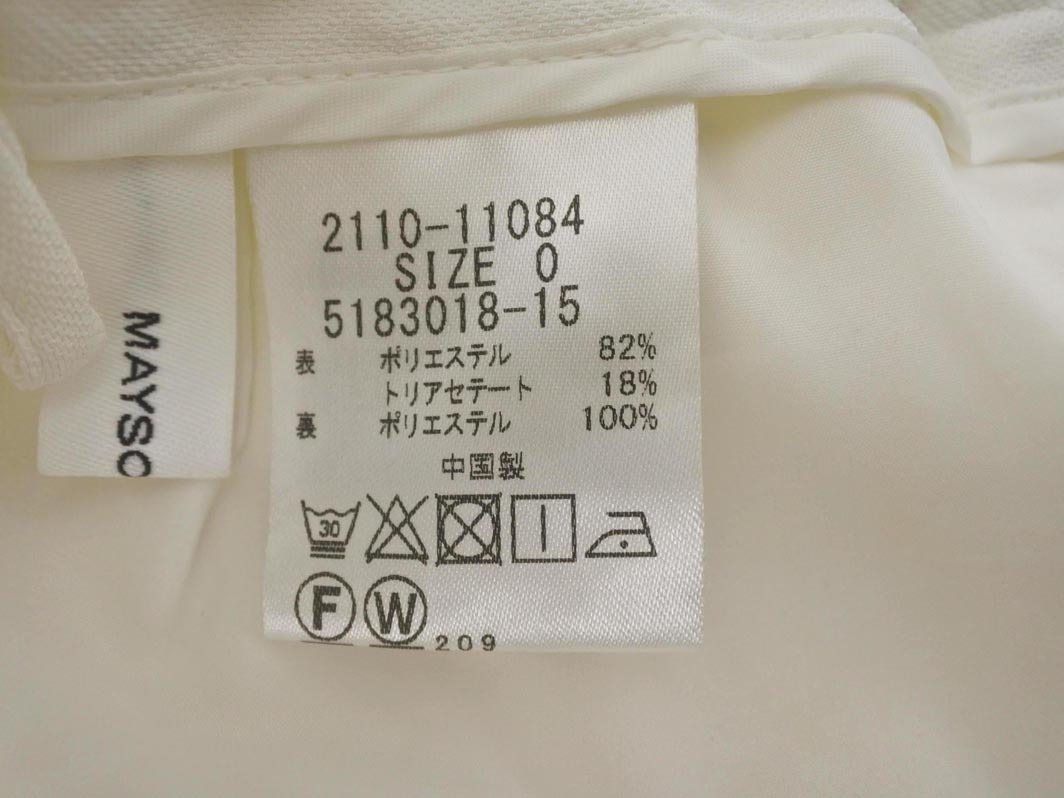 2110-11084
SIZE 0
5183018-15
表 ポリエステル 82%
トリアセテート 18%
裏 ポリエステル 100%
中国製
30
F W 209
MAYSO